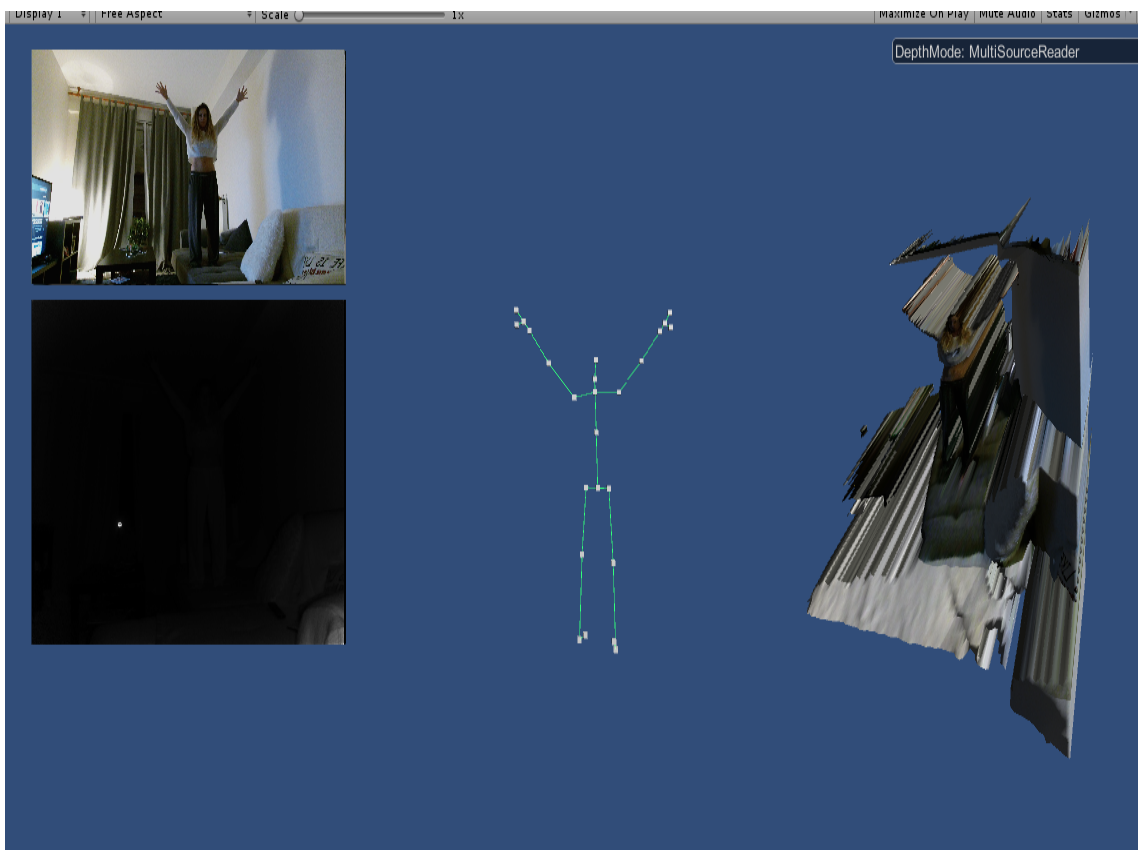 Display 1 Free Aspect Scale 1x Maximize On Play Mute Audio Stats Gizmos
DepthMode: MultiSourceReader